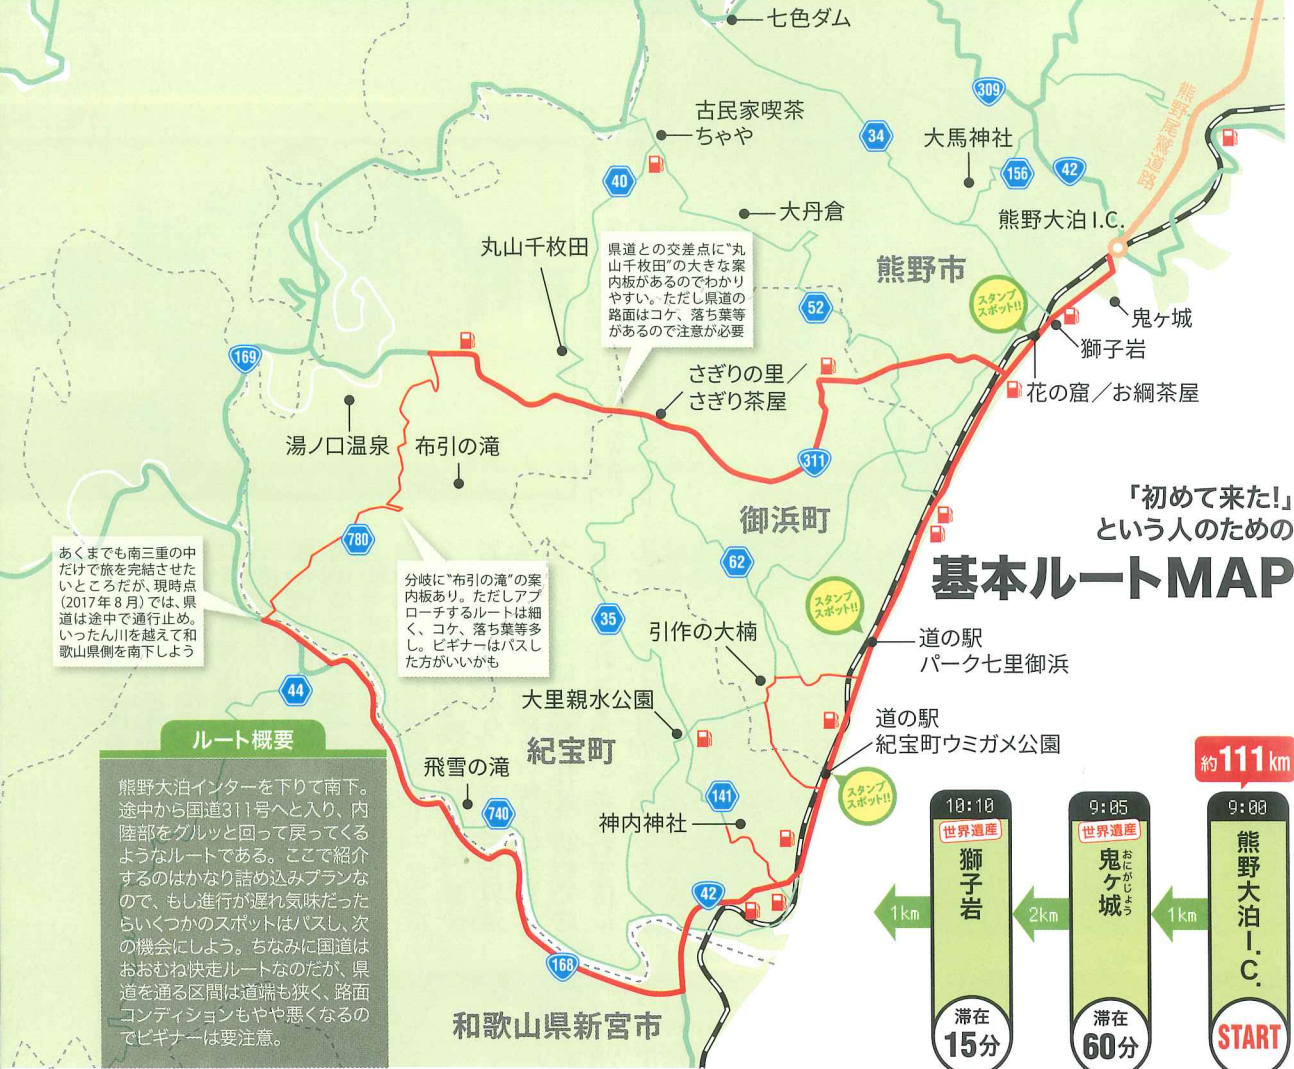 七色ダム
古民家喫茶
ちゃや
309
34
大馬神社
156
42
熊野尾鷲道路
40
大丹倉
熊野大泊I.C.
丸山千枚田
県道との交差点に“丸
山千枚田”の大きな案
内板があるのでわかり
やすい。ただし県道の
路面はコケ、落ち葉等
があるので注意が必要
熊野市
スタンプ
スポット!!
52
鬼ヶ城
獅子岩
花の窟／お綱茶屋
169
さぎりの里／
さぎり茶屋
湯ノ口温泉
布引の滝
311
「初めて来た!」
という人のための
基本ルートMAP
御浜町
780
62
あくまでも南三重の中
だけで旅を完結させた
いところだが、現時点
（2017年8月）では、県
道は途中で通行止め。
いったん川を越えて和
歌山県側を南下しよう
分岐に“布引の滝”の案
内板あり。ただしアプ
ローチするルートは細
く、コケ、落ち葉等多
し。ビギナーはパスし
た方がいいかも
35
スタンプ
スポット!!
引作の大楠
道の駅
パーク七里御浜
44
大里親水公園
道の駅
紀宝町ウミガメ公園
紀宝町
飛雪の滝
740
141
神内神社
スタンプ
スポット!!
42
168
和歌山県新宮市
ルート概要
熊野大泊インターを下りて南下。
途中から国道311号へと入り、内
陸部をグルッと回って戻ってくる
ようなルートである。ここで紹介
するのはかなり詰め込みプランな
ので、もし進行が遅れ気味だった
らいくつかのスポットはパスし、次
の機会にしよう。ちなみに国道は
おおむね快走ルートなのだが、県
道を通る区間は道端も狭く、路面
コンディションもやや悪くなるの
でビギナーは要注意。
約111km
9:00
熊野大泊I.C.
START
1km
9:05
世界遺産
鬼ヶ城
おにがじょう
滞在
60分
2km
10:10
世界遺産
獅子岩
滞在
15分
1km